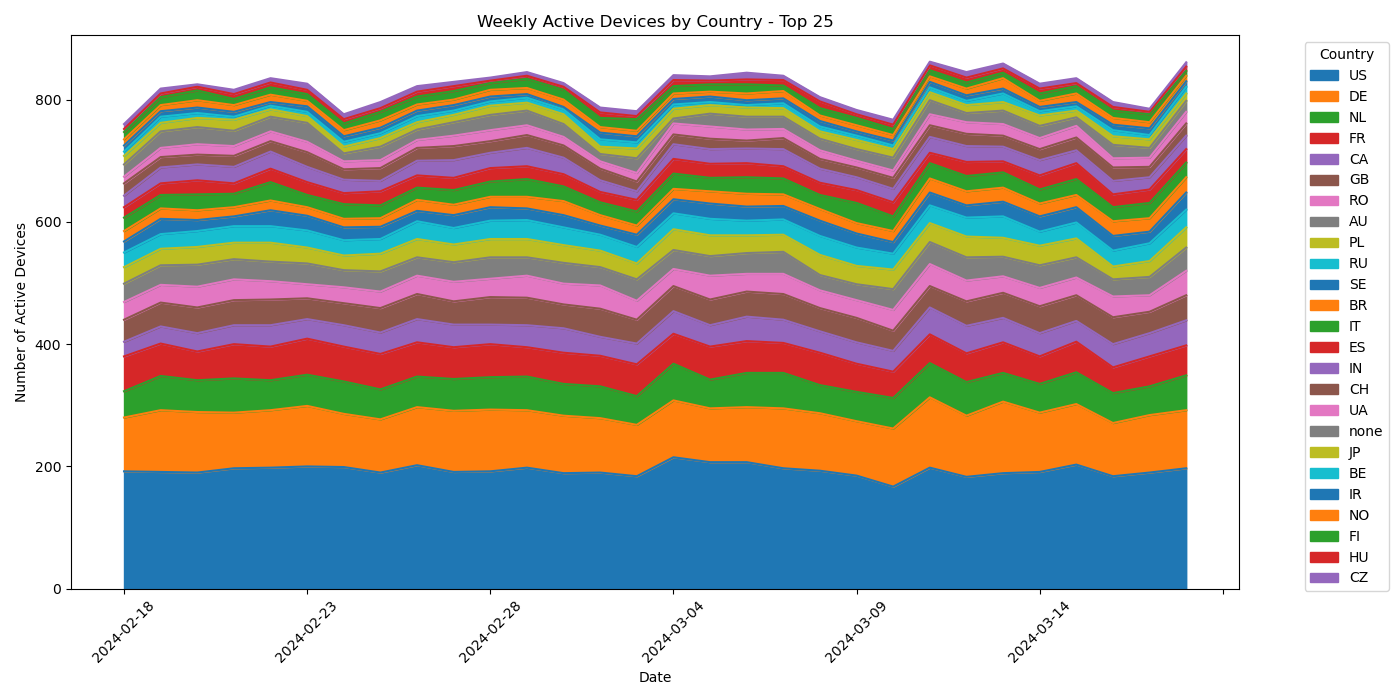 Weekly Active Devices by Country - Top 25
Number of Active Devices
800
600
400
200
0
2024-02-18
2024-02-23
2024-02-28
2024-03-04
2024-03-09
2024-03-14
Date
Country
US
DE
NL
FR
CA
GB
RO
AU
PL
RU
SE
BR
IT
ES
IN
CH
UA
none
JP
BE
IR
NO
FI
HU
CZ